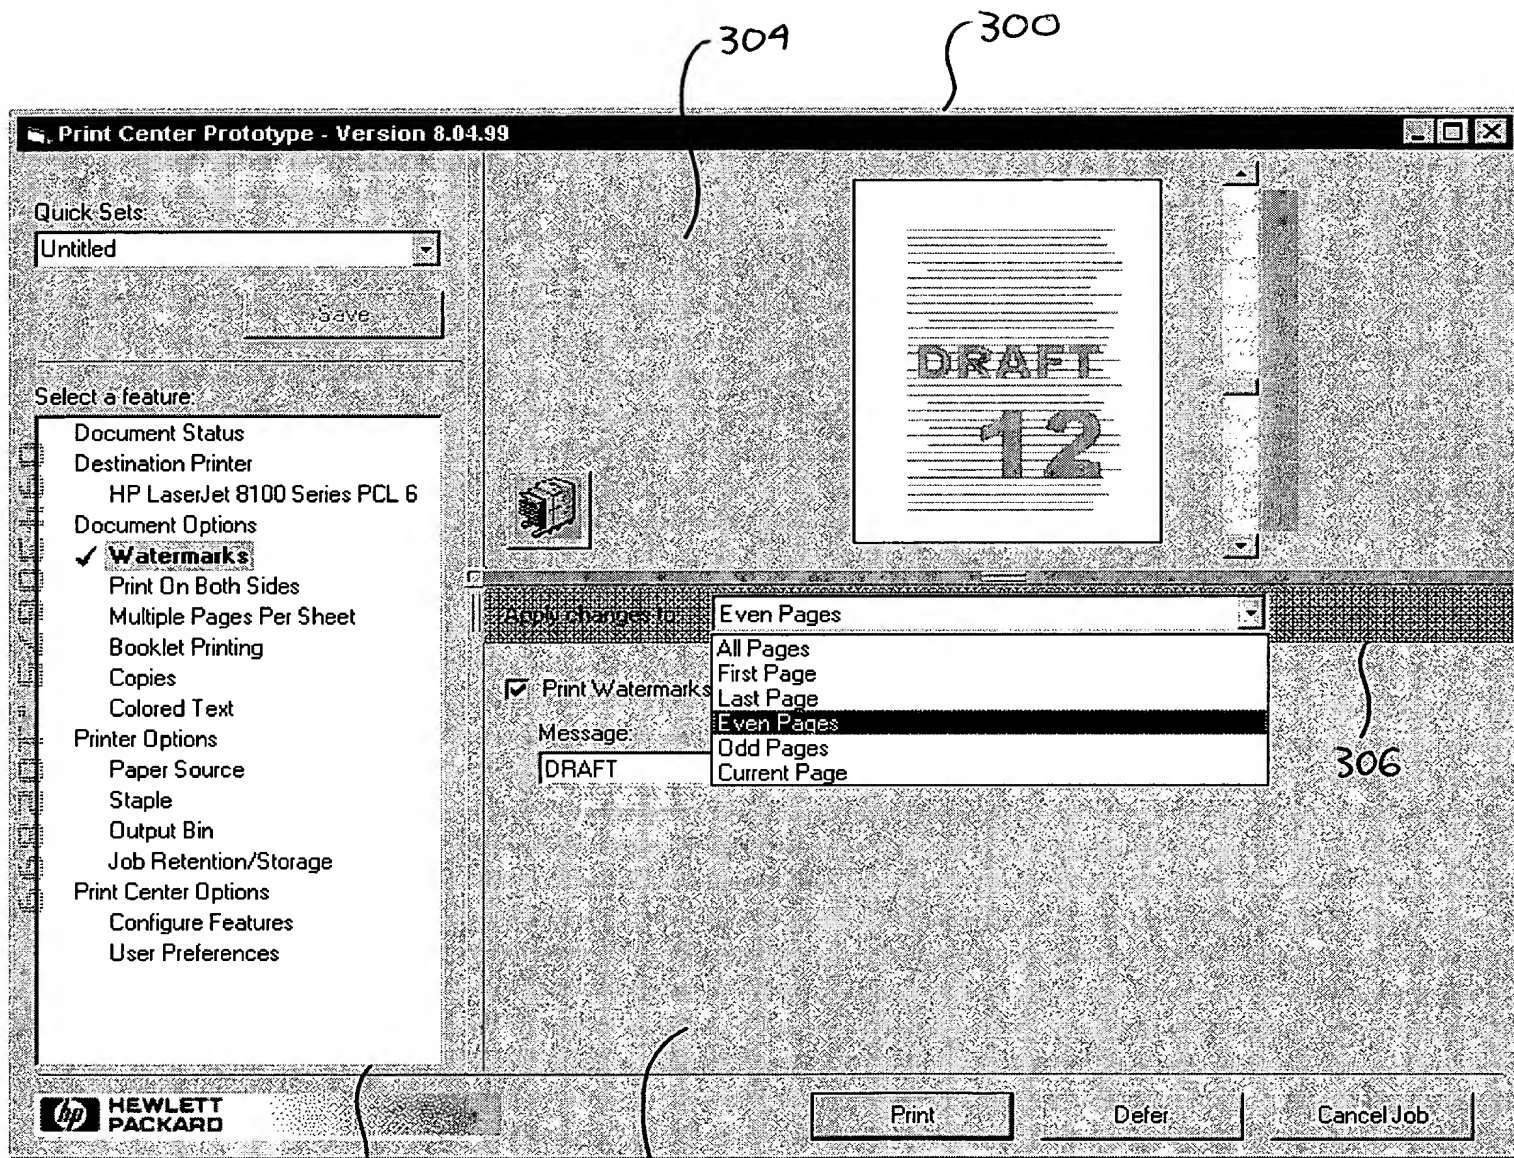 304
300
Print Center Prototype - Version 8.04.99
Quick Sets:
Untitled
Save
Select a feature:
Document Status
Destination Printer
HP LaserJet 8100 Series PCL 6
Document Options
Watermarks
Print On Both Sides
Multiple Pages Per Sheet
Booklet Printing
Copies
Colored Text
Printer Options
Paper Source
Staple
Output Bin
Job Retention/Storage
Print Center Options
Configure Features
User Preferences
DRAFT
12
Apply changes to: Even Pages
All Pages
First Page
Last Page
Even Pages
Odd Pages
Current Page
Print Watermarks
Message:
DRAFT
306
hp HEWLETT
PACKARD
Print
Defer
Cancel Job